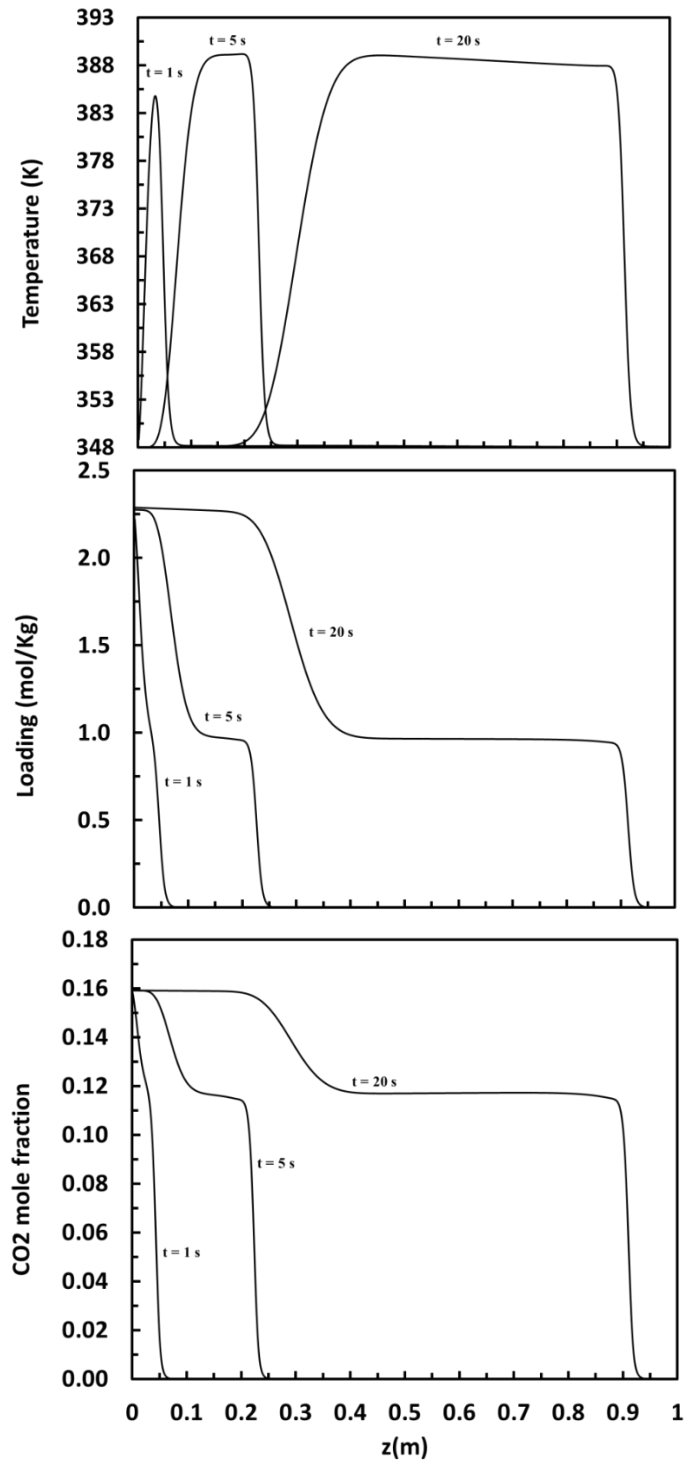 393
388
383
378
373
368
363
358
353
348
Temperature (K)
t = 1 s
t = 5 s
t = 20 s
2.5
2.0
1.5
1.0
0.5
0.0
Loading (mol/Kg)
t = 20 s
t = 5 s
t = 1 s
0.18
0.16
0.14
0.12
0.10
0.08
0.06
0.04
0.02
0.00
CO2 mole fraction
t = 20 s
t = 5 s
t = 1 s
0 0.1 0.2 0.3 0.4 0.5 0.6 0.7 0.8 0.9 1
z(m)